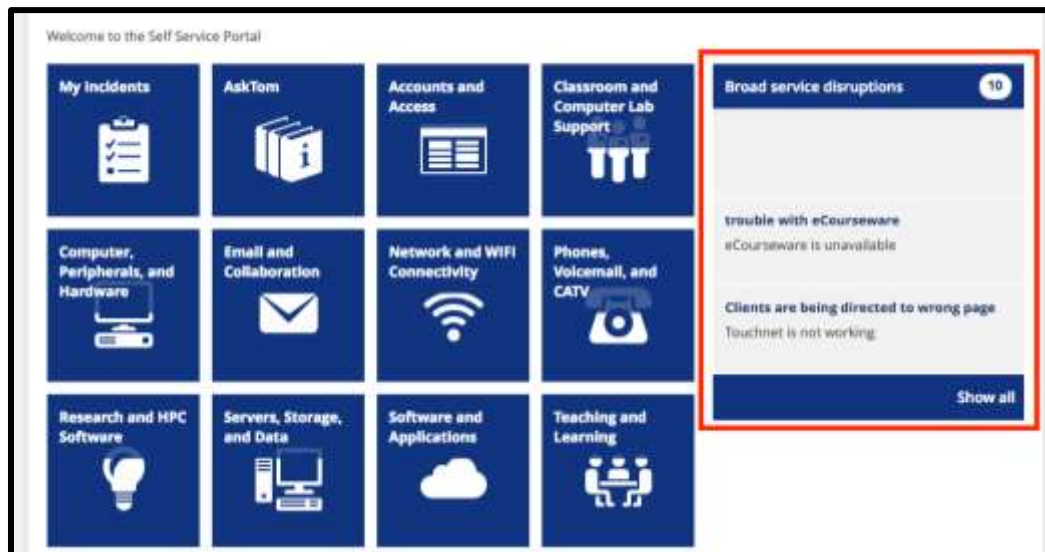 Welcome to the Self Service Portal
My Incidents
AskTom
Accounts and
Access
Classroom and
Computer Lab
Support
Computer,
Peripherals, and
Hardware
Email and
Collaboration
Network and WIFI
Connectivity
Phones,
Voicemail, and
CATV
Research and HPC
Software
Servers, Storage,
and Data
Software and
Applications
Teaching and
Learning
Broad service disruptions 10
trouble with eCourseware
eCourseware is unavailable
Clients are being directed to wrong page
Touchnet is not working
Show all